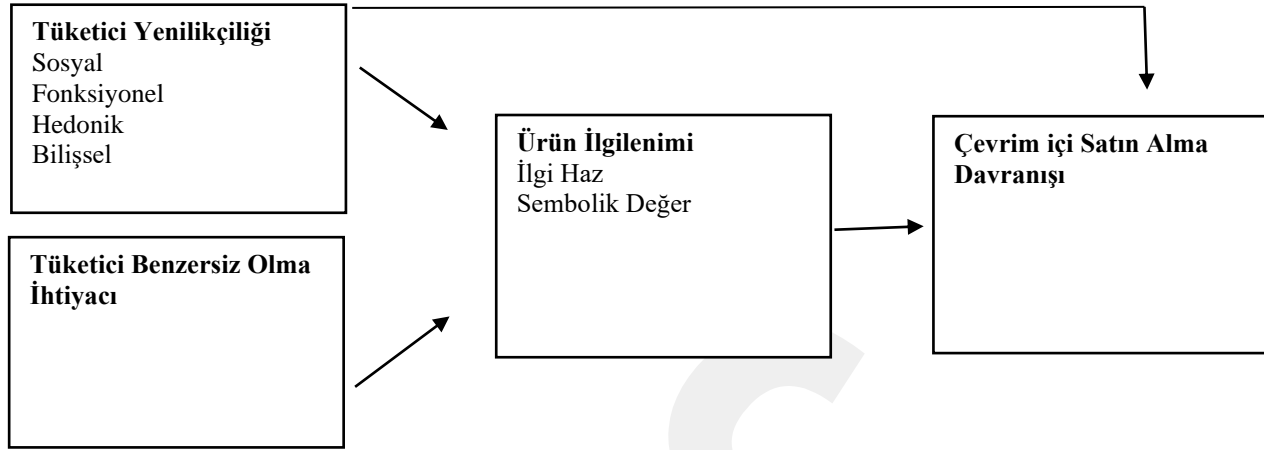 Tüketici Yenilikçiliği
Sosyal
Fonksiyonel
Hedonik
Bilişsel
Tüketici Benzersiz Olma
İhtiyacı
Ürün İlgilenimi
İlgi Haz
Sembolik Değer
Çevrim içi Satın Alma
Davranışı